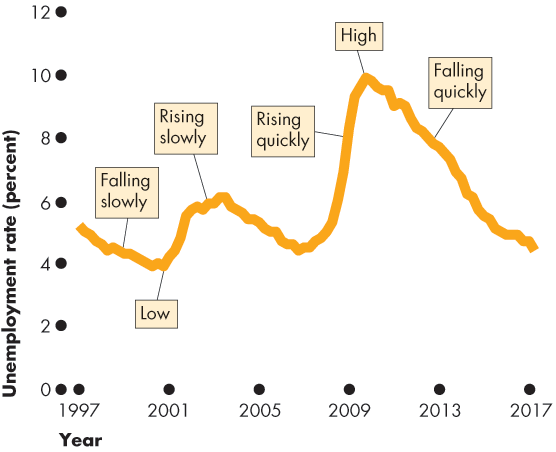 12
High
10
Falling
quickly
Rising
slowly
Rising
quickly
8
Falling
slowly
6
4
Low
2
0
Unemployment rate (percent)
1997 2001 2005 2009 2013 2017
Year